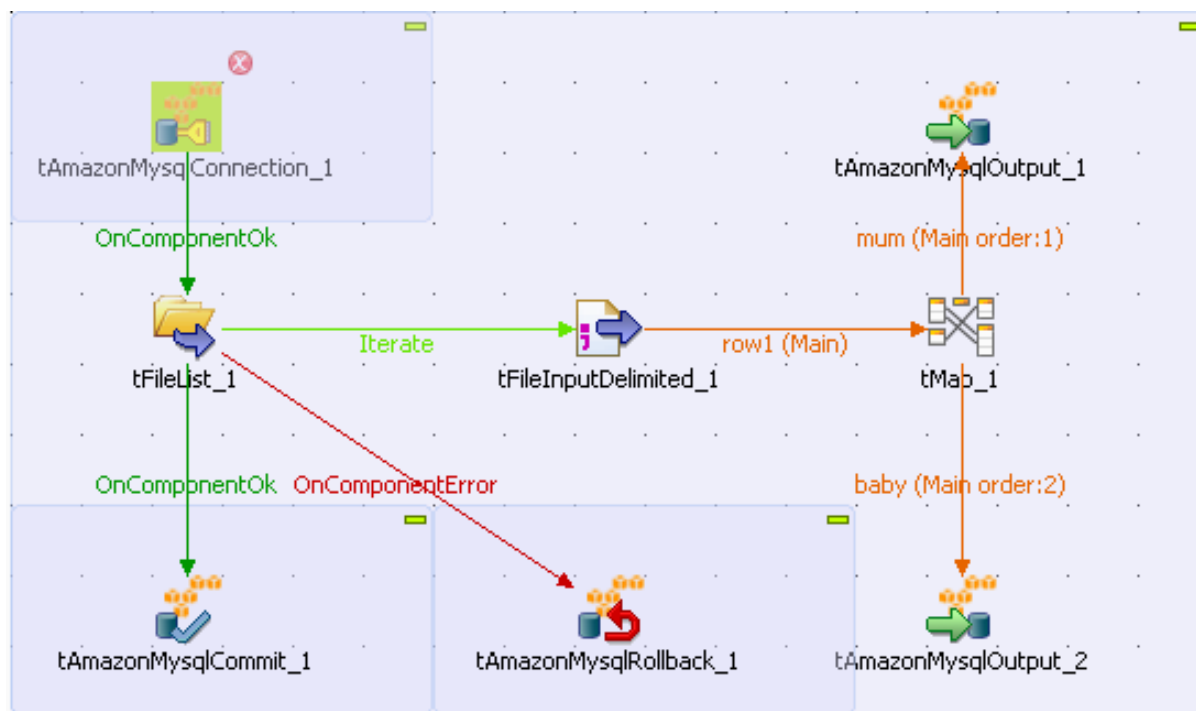 tAmazonMysqlConnection_1
tAmazonMysqlOutput_1
OnComponentOk
mum (Main order:1)
Iterate
row1 (Main)
tFileList_1
tFileInputDelimited_1
tMap_1
OnComponentOk
OnComponentError
baby (Main order:2)
tAmazonMysqlCommit_1
tAmazonMysqlRollback_1
tAmazonMysqlOutput_2